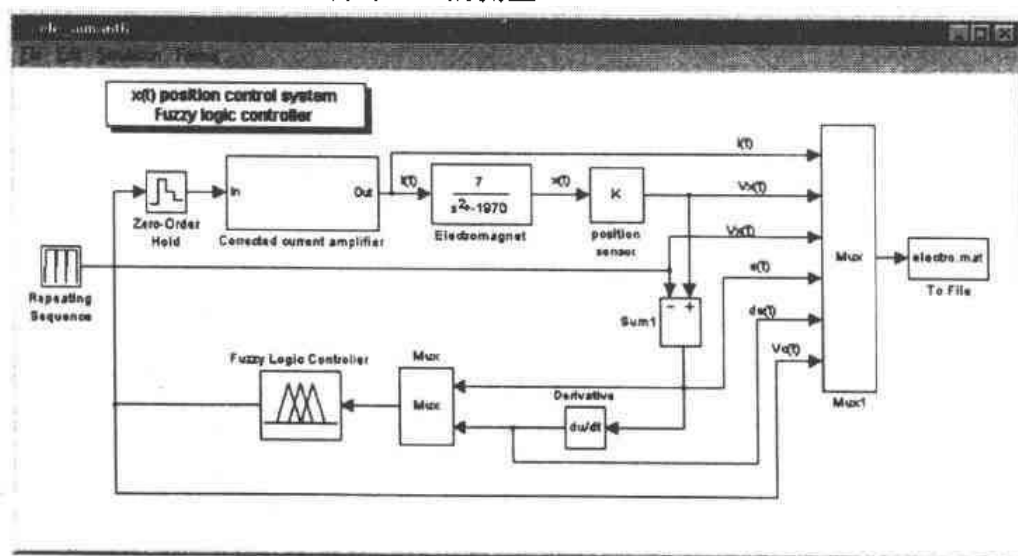 x(t) position control system
Fuzzy logic controller
I(t)
In
Out
I(t)
7
s²-1970
x(t)
K
Vx(t)
Zero-Order
Hold
Corrected current amplifier
Electromagnet
position
sensor
Vx(t)
Mux
electro.mat
To File
e(t)
Repeating
Sequence
Sum1
- +
de(t)
Vc(t)
Fuzzy Logic Controller
Mux
Mux
Derivative
du/dt
Mux1